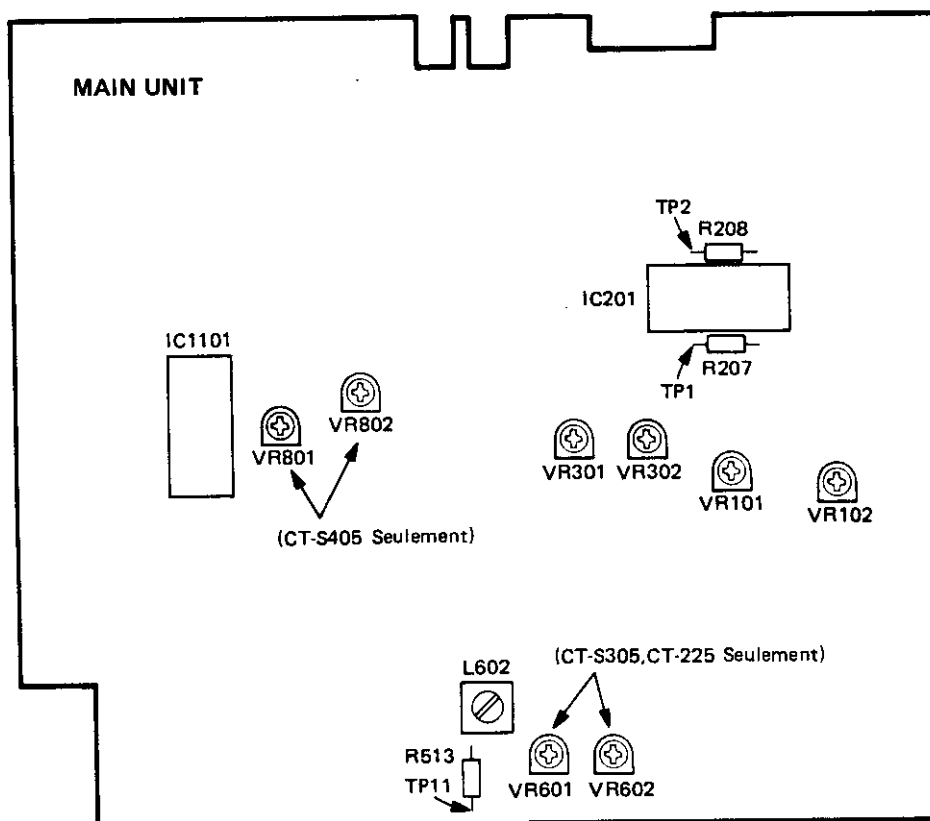 MAIN UNIT
TP2
R208
IC201
R207
TP1
IC1101
VR802
VR801
(CT-S405 Seulement)
VR301
VR302
VR101
VR102
(CT-S305,CT-225 Seulement)
L602
R513
TP11
VR601
VR602